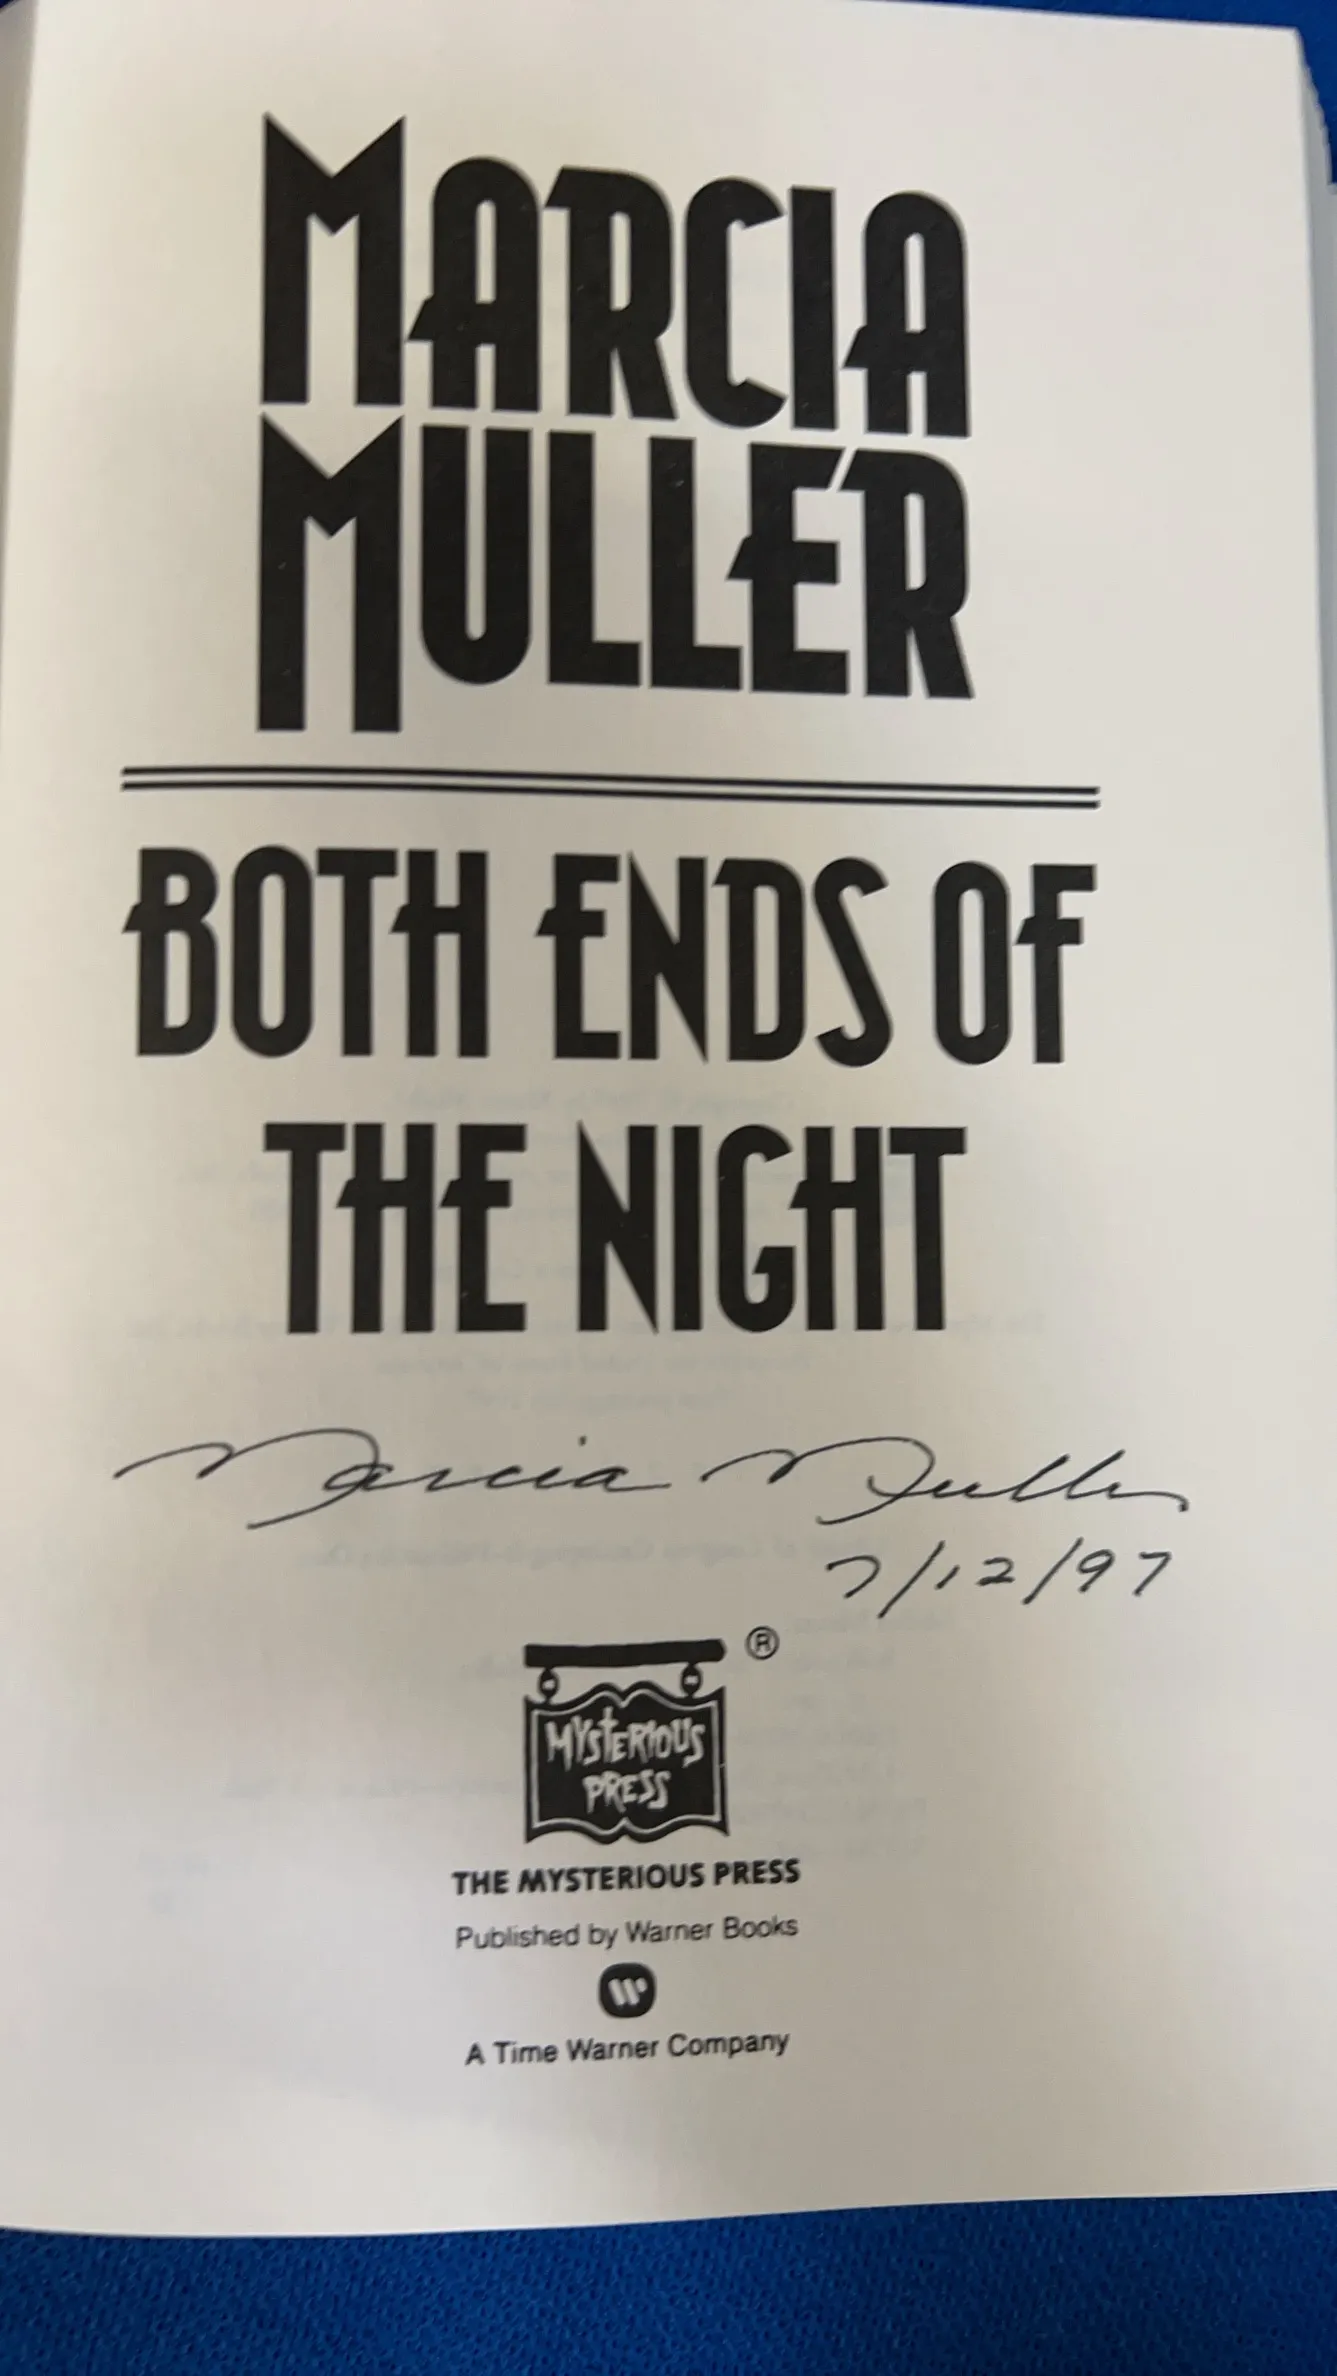 MARCIA
MULLER
BOTH ENDS OF
THE NIGHT
Marcia Muller
7/12/97
®
MYSTERIOUS
PRESS
THE MYSTERIOUS PRESS
Published by Warner Books
A Time Warner Company